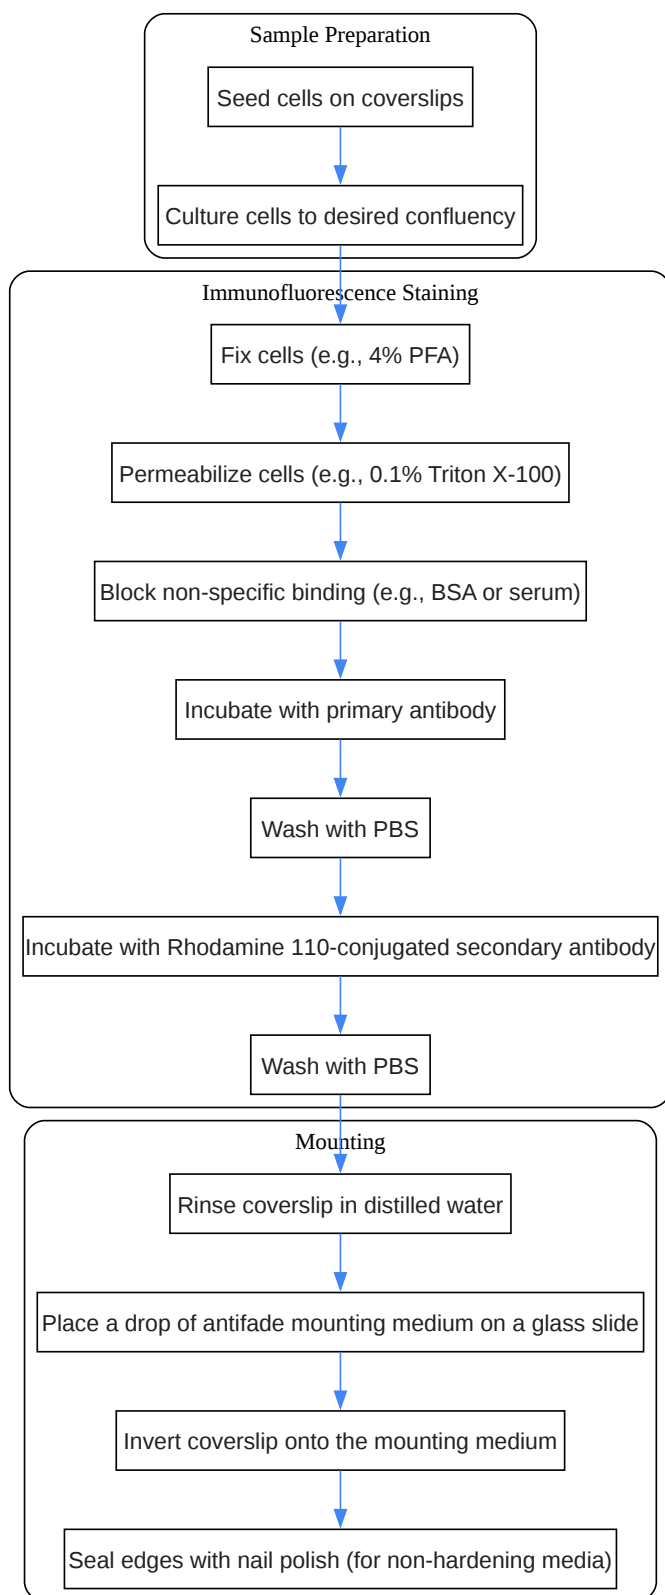 Sample Preparation
Seed cells on coverslips
Culture cells to desired confluency
Immunofluorescence Staining
Fix cells (e.g., 4% PFA)
Permeabilize cells (e.g., 0.1% Triton X-100)
Block non-specific binding (e.g., BSA or serum)
Incubate with primary antibody
Wash with PBS
Incubate with Rhodamine 110-conjugated secondary antibody
Wash with PBS
Mounting
Rinse coverslip in distilled water
Place a drop of antifade mounting medium on a glass slide
Invert coverslip onto the mounting medium
Seal edges with nail polish (for non-hardening media)